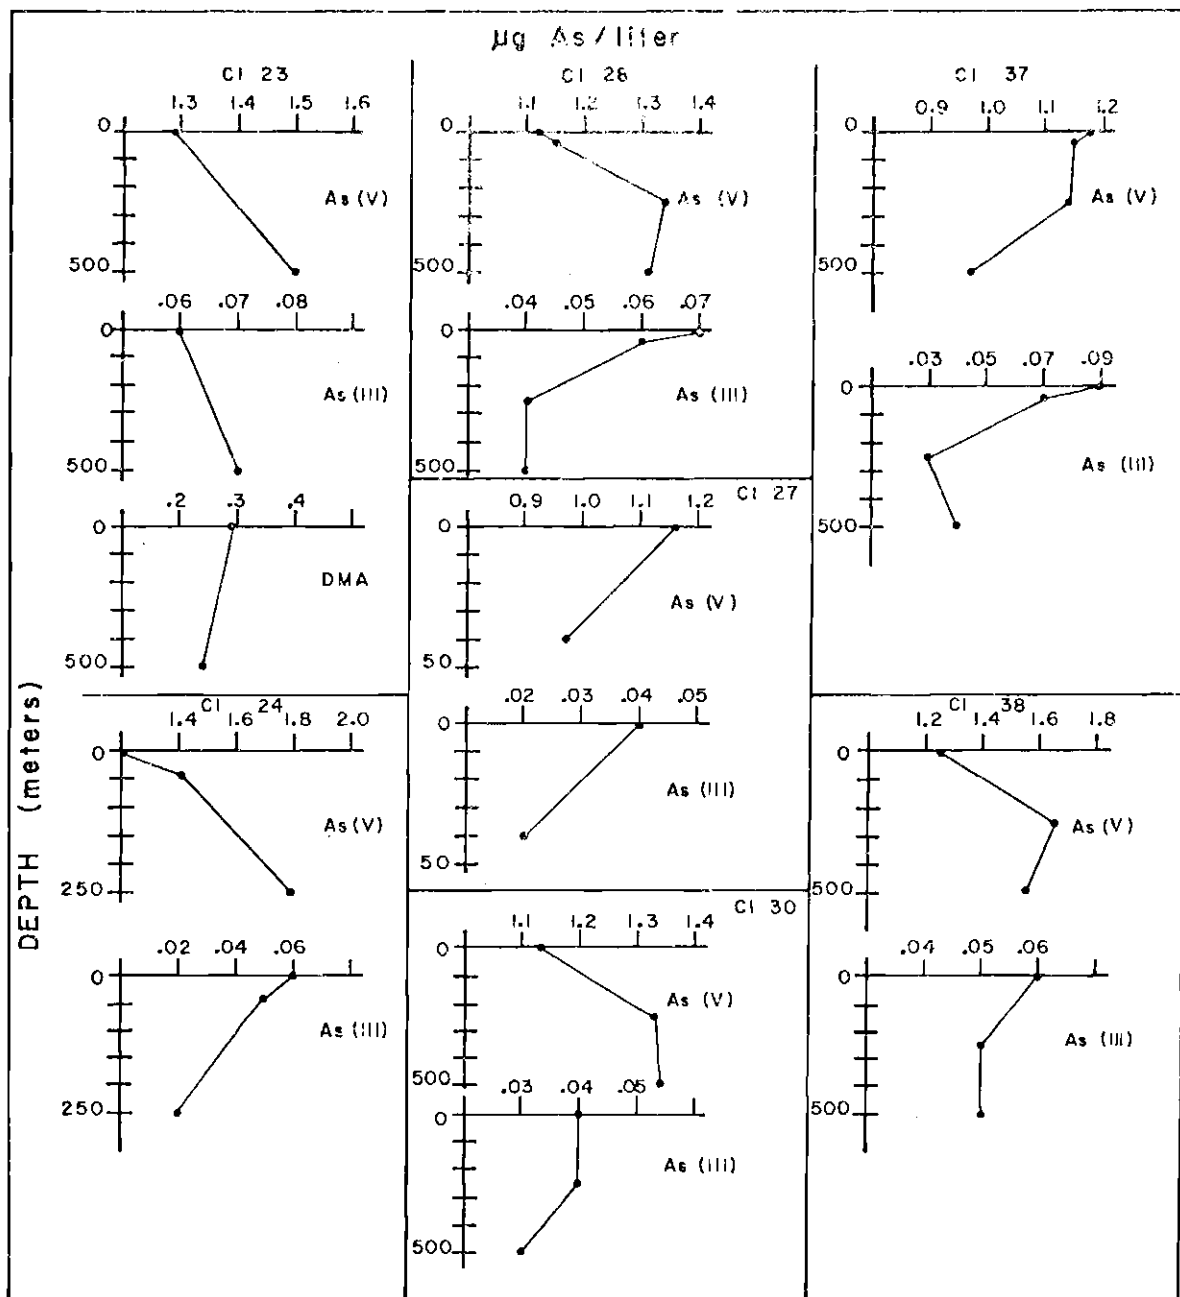 µg As/liter
CI 23
1.3 1.4 1.5 1.6
0
As (V)
500
.06 .07 .08
0
As (III)
500
.2 .3 .4
0
DMA
500
CI 24
1.4 1.6 1.8 2.0
0
As (V)
250
.02 .04 .06
0
As (III)
250
CI 28
1.1 1.2 1.3 1.4
0
As (V)
500
.04 .05 .06 .07
0
As (III)
500
CI 27
0.9 1.0 1.1 1.2
0
As (V)
50
.02 .03 .04 .05
0
As (III)
50
CI 30
1.1 1.2 1.3 1.4
0
As (V)
500
.03 .04 .05
0
As (III)
500
CI 37
0.9 1.0 1.1 1.2
0
As (V)
500
.03 .05 .07 .09
0
As (III)
500
CI 38
1.2 1.4 1.6 1.8
0
As (V)
500
.04 .05 .06
0
As (III)
500
DEPTH (meters)